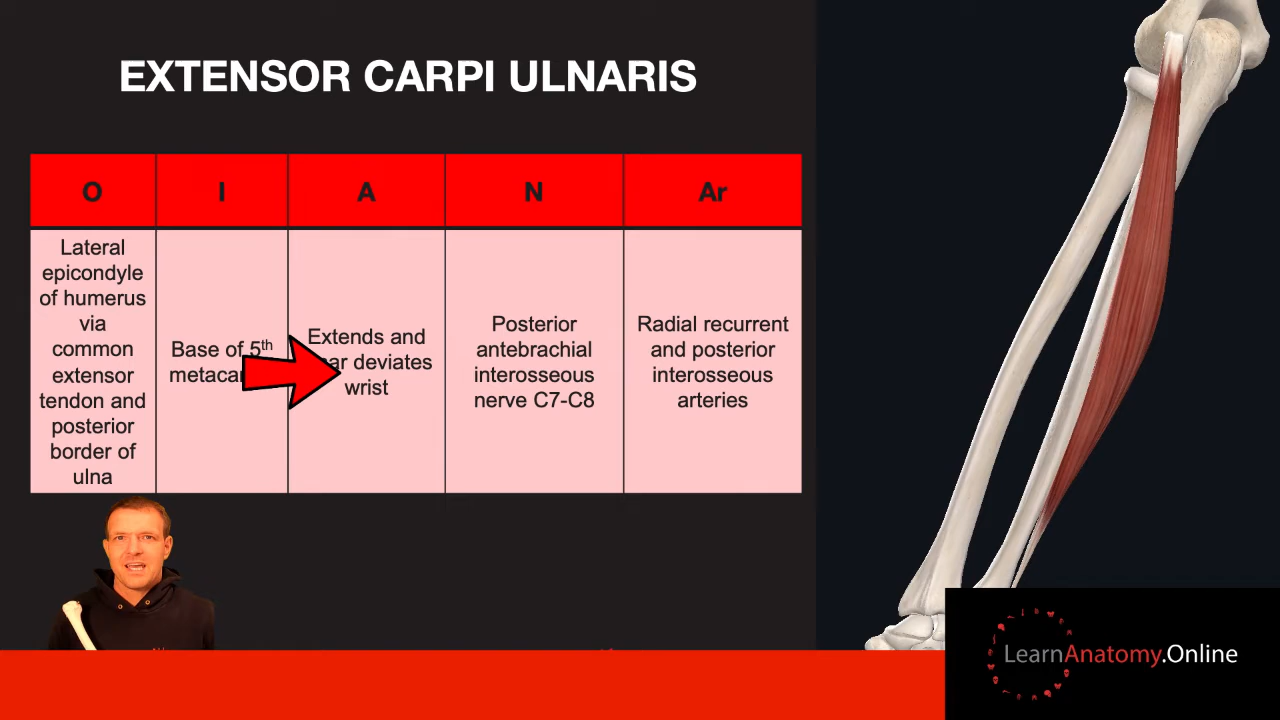 EXTENSOR CARPI ULNARIS
O
I
A
N
Ar
Lateral
epicondyle
of humerus
via
common
extensor
tendon and
posterior
border of
ulna
Base of 5th
Extends and
deviates
wrist
Posterior
antebrachial
interosseous
nerve C7-C8
Radial recurrent
and posterior
interosseous
arteries
LearnAnatomy.Online